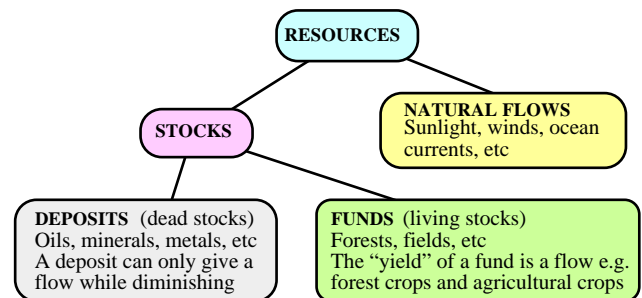 RESOURCES
NATURAL FLOWS
Sunlight, winds, ocean
currents, etc
STOCKS
DEPOSITS (dead stocks)
Oils, minerals, metals, etc
A deposit can only give a
flow while diminishing
FUNDS (living stocks)
Forests, fields, etc
The “yield” of a fund is a flow e.g.
forest crops and agricultural crops